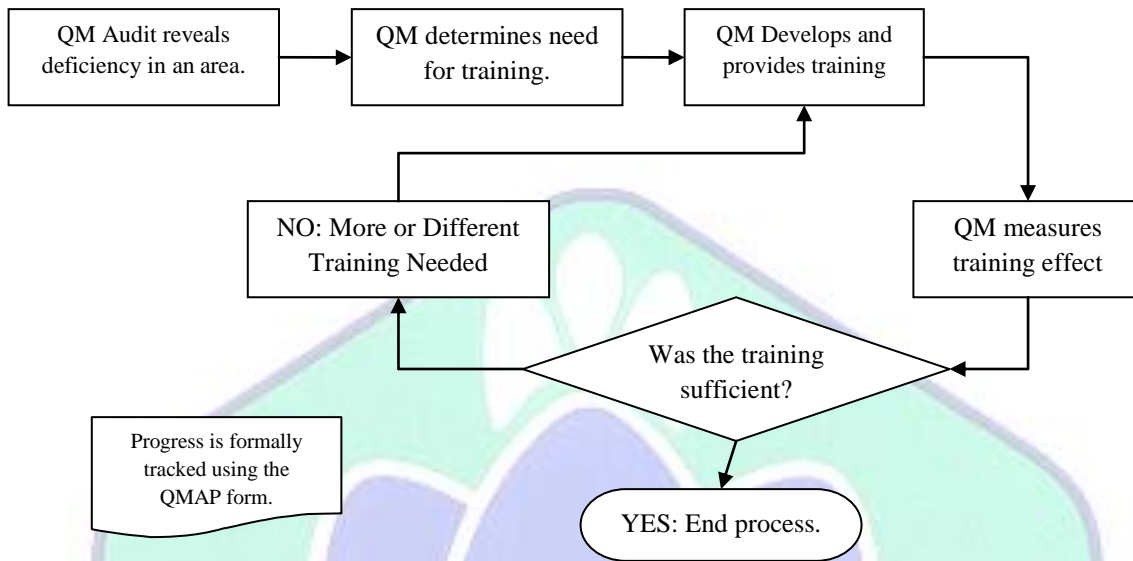 QM Audit reveals
deficiency in an area.
QM determines need
for training.
QM Develops and
provides training
NO: More or Different
Training Needed
QM measures
training effect
Was the training
sufficient?
Progress is formally
tracked using the
QMAP form.
YES: End process.